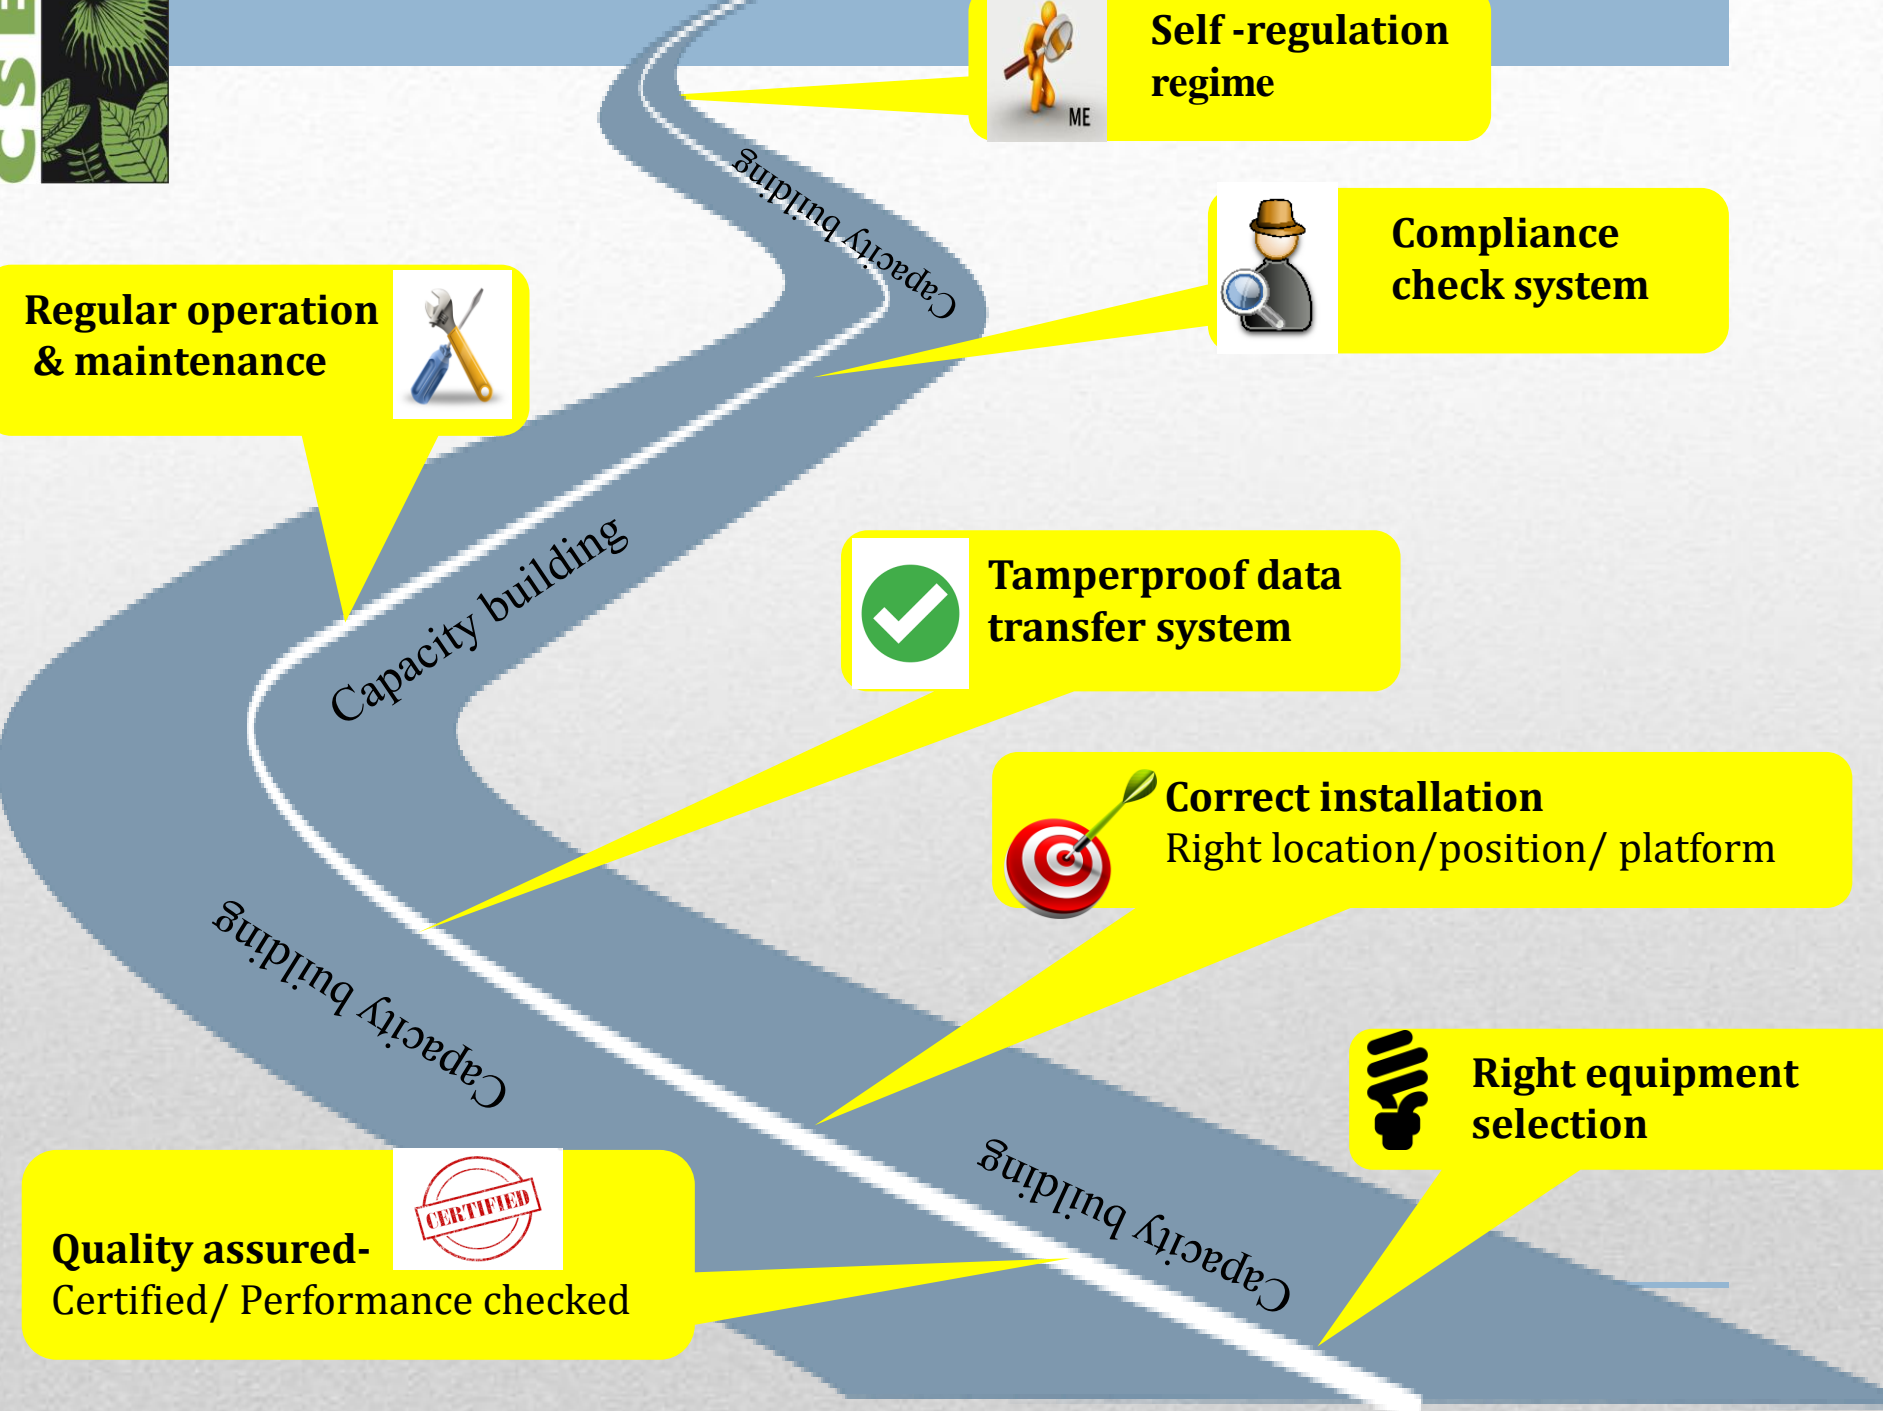 CSE
Self -regulation
regime
ME
Capacity building
Compliance
check system
Regular operation
& maintenance
Capacity building
Tamperproof data
transfer system
Correct installation
Right location/position/ platform
Capacity building
Right equipment
selection
Capacity building
CERTIFIED
Quality assured-
Certified/ Performance checked